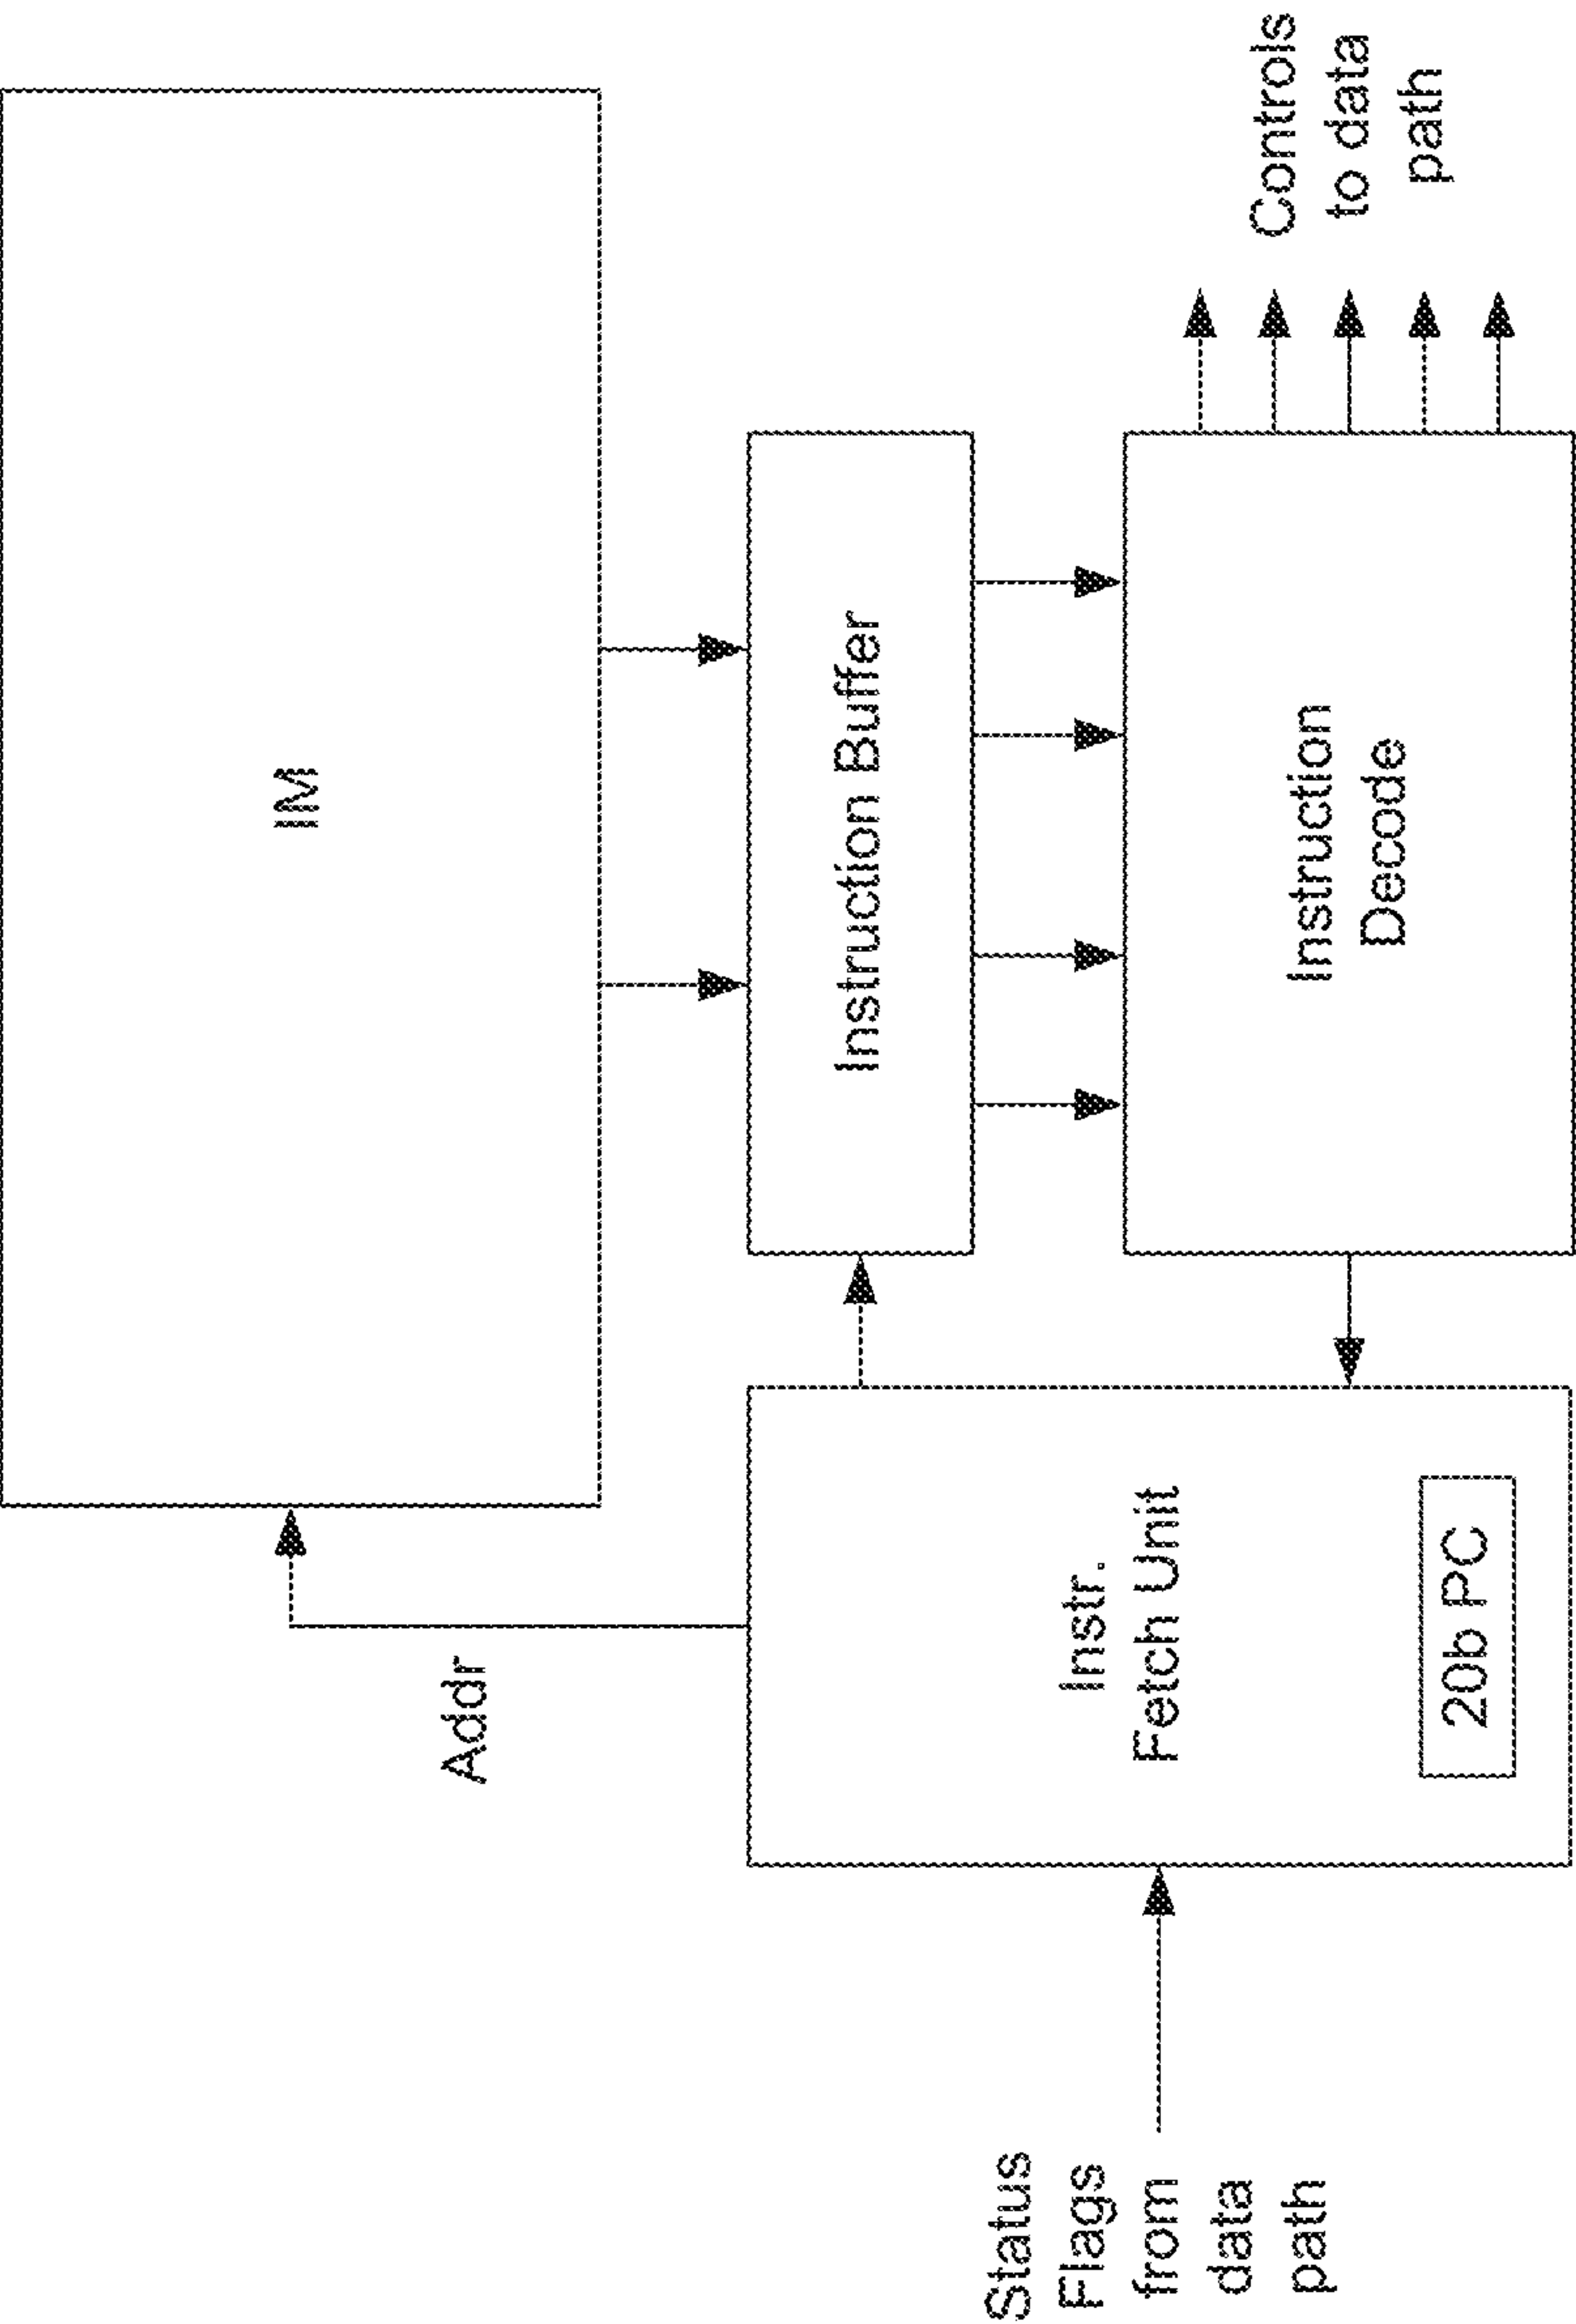 IM
Addr
Instruction Buffer
Status
Flags
from
data
path
Instr.
Fetch Unit
20b PC
Instruction
Decode
Controls
to data
path